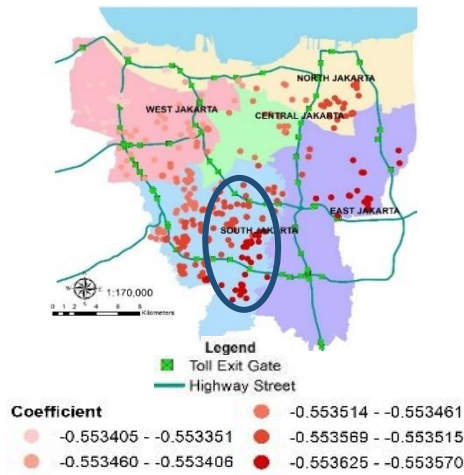 NORTH JAKARTA
WEST JAKARTA
CENTRAL JAKARTA
EAST JAKARTA
SOUTH JAKARTA
N
W
E
S
1:170,000
0 1 2 4 6 8
Kilometers
Legend
Toll Exit Gate
Highway Street
Coefficient
-0.553405 - -0.553351
-0.553460 - -0.553406
-0.553514 - -0.553461
-0.553569 - -0.553515
-0.553625 - -0.553570